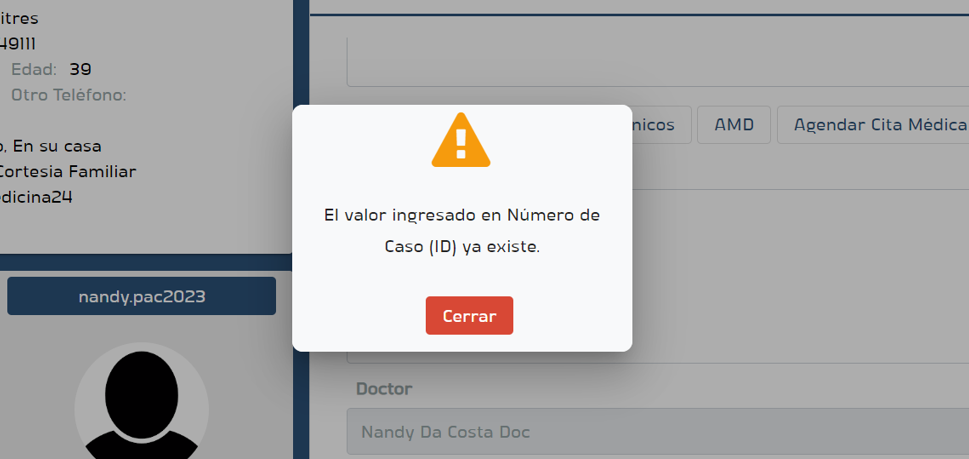 itres
49111
Edad: 39
Otro Teléfono:
o, En su casa
Cortesia Familiar
edicina24
nandy.pac2023
nicos
AMD
Agendar Cita Médica
El valor ingresado en Número de
Caso (ID) ya existe.
Cerrar
Doctor
Nandy Da Costa Doc